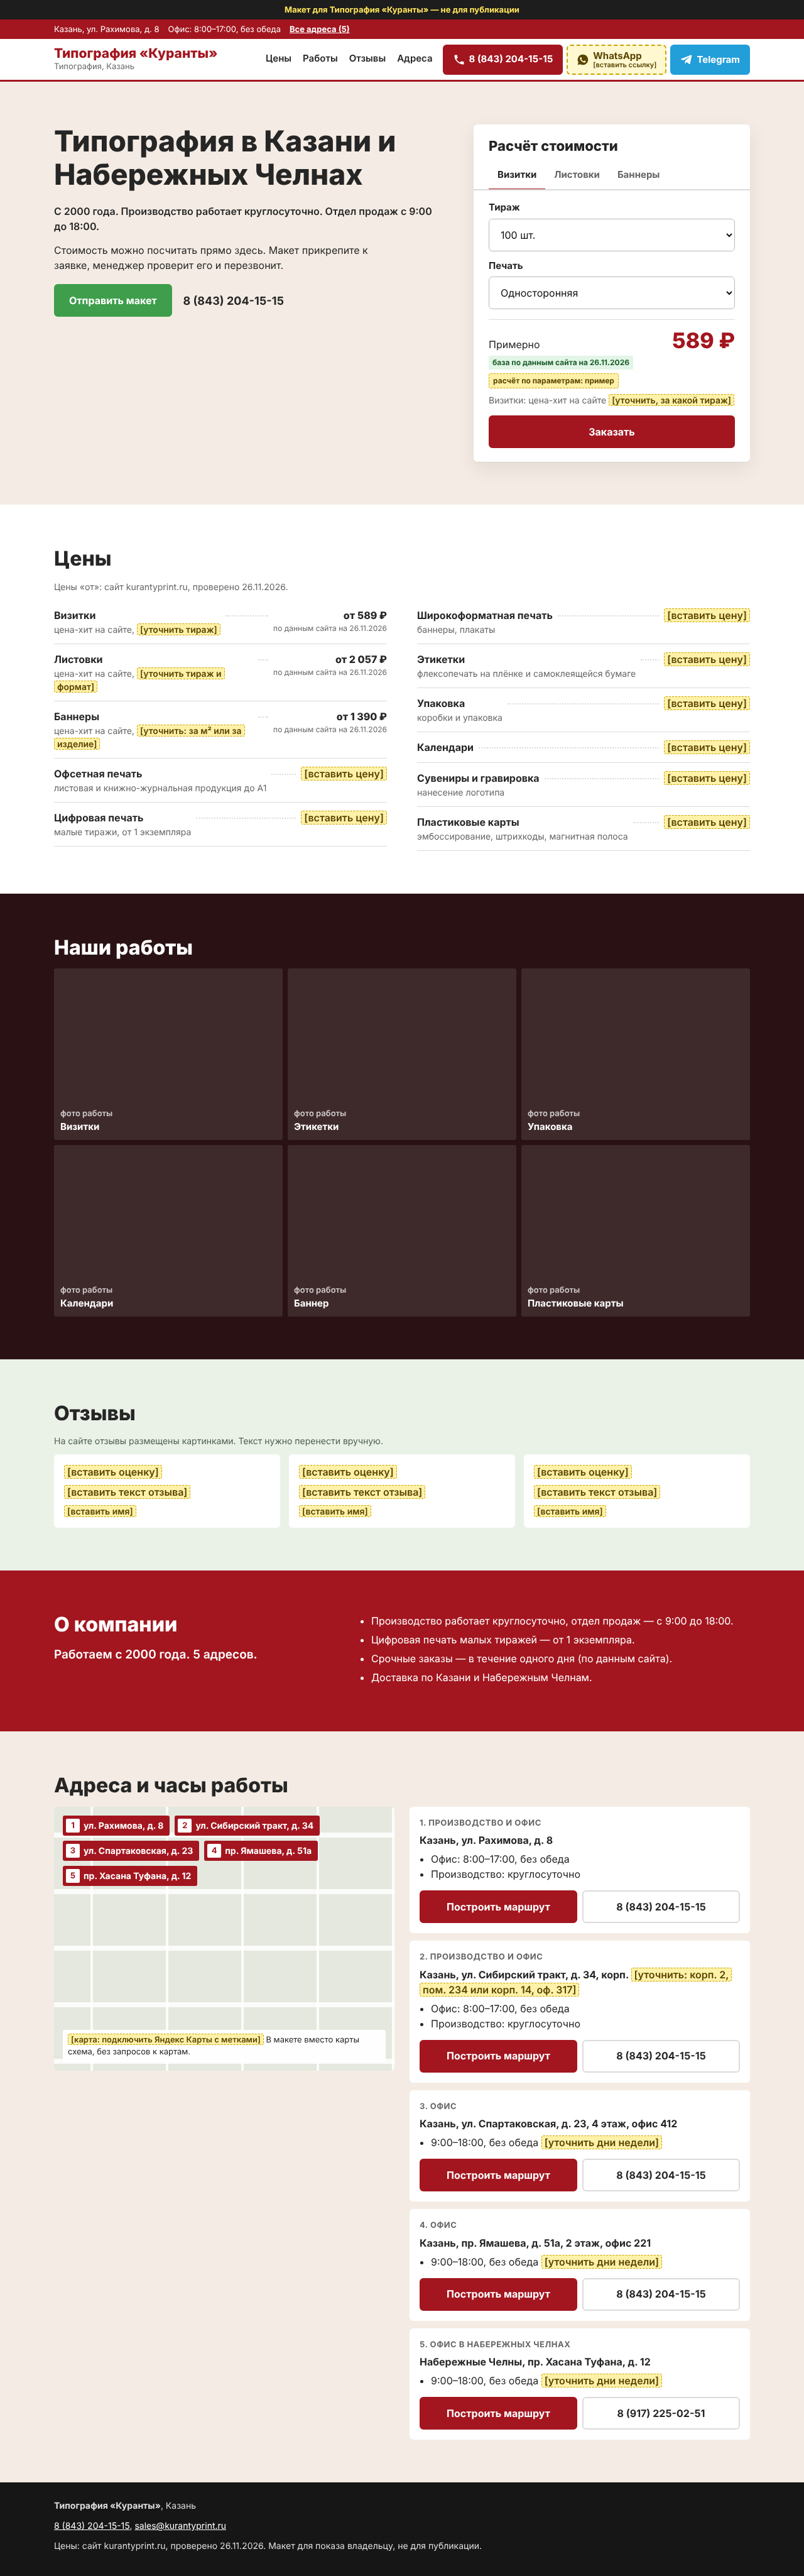 Макет для Типография «Куранты» — не для публикации
Казань, ул. Рахимова, д. 8 Офис: 8:00–17:00, без обеда Все адреса (5)
Типография «Куранты»
Типография, Казань
Цены Работы Отзывы Адреса
8 (843) 204-15-15
WhatsApp
[вставить ссылку]
Telegram
Типография в Казани и
Набережных Челнах
С 2000 года. Производство работает круглосуточно. Отдел продаж с 9:00
до 18:00.
Стоимость можно посчитать прямо здесь. Макет прикрепите к
заявке, менеджер проверит его и перезвонит.
Отправить макет
8 (843) 204-15-15
Расчёт стоимости
Визитки Листовки Баннеры
Тираж
100 шт.
Печать
Односторонняя
Примерно 589 ₽
база по данным сайта на 26.11.2026
расчёт по параметрам: пример
Визитки: цена-хит на сайте [уточнить, за какой тираж]
Заказать
Цены
Цены «от»: сайт kurantyprint.ru, проверено 26.11.2026.
Визитки от 589 ₽
цена-хит на сайте, [уточнить тираж] по данным сайта на 26.11.2026
Листовки от 2 057 ₽
цена-хит на сайте, [уточнить тираж и по данным сайта на 26.11.2026
формат]
Баннеры от 1 390 ₽
цена-хит на сайте, [уточнить: за м² или за по данным сайта на 26.11.2026
изделие]
Офсетная печать [вставить цену]
листовая и книжно-журнальная продукция до А1
Цифровая печать [вставить цену]
малые тиражи, от 1 экземпляра
Широкоформатная печать [вставить цену]
баннеры, плакаты
Этикетки [вставить цену]
флексопечать на плёнке и самоклеящейся бумаге
Упаковка [вставить цену]
коробки и упаковка
Календари [вставить цену]
Сувениры и гравировка [вставить цену]
нанесение логотипа
Пластиковые карты [вставить цену]
эмбоссирование, штрихкоды, магнитная полоса
Наши работы
фото работы
Визитки
фото работы
Этикетки
фото работы
Упаковка
фото работы
Календари
фото работы
Баннер
фото работы
Пластиковые карты
Отзывы
На сайте отзывы размещены картинками. Текст нужно перенести вручную.
[вставить оценку]
[вставить текст отзыва]
[вставить имя]
[вставить оценку]
[вставить текст отзыва]
[вставить имя]
[вставить оценку]
[вставить текст отзыва]
[вставить имя]
О компании
Работаем с 2000 года. 5 адресов.
• Производство работает круглосуточно, отдел продаж — с 9:00 до 18:00.
• Цифровая печать малых тиражей — от 1 экземпляра.
• Срочные заказы — в течение одного дня (по данным сайта).
• Доставка по Казани и Набережным Челнам.
Адреса и часы работы
1 ул. Рахимова, д. 8 2 ул. Сибирский тракт, д. 34
3 ул. Спартаковская, д. 23 4 пр. Ямашева, д. 51а
5 пр. Хасана Туфана, д. 12
[карта: подключить Яндекс Карты с метками] В макете вместо карты
схема, без запросов к картам.
1. ПРОИЗВОДСТВО И ОФИС
Казань, ул. Рахимова, д. 8
• Офис: 8:00–17:00, без обеда
• Производство: круглосуточно
Построить маршрут 8 (843) 204-15-15
2. ПРОИЗВОДСТВО И ОФИС
Казань, ул. Сибирский тракт, д. 34, корп. [уточнить: корп. 2,
пом. 234 или корп. 14, оф. 317]
• Офис: 8:00–17:00, без обеда
• Производство: круглосуточно
Построить маршрут 8 (843) 204-15-15
3. ОФИС
Казань, ул. Спартаковская, д. 23, 4 этаж, офис 412
• 9:00–18:00, без обеда [уточнить дни недели]
Построить маршрут 8 (843) 204-15-15
4. ОФИС
Казань, пр. Ямашева, д. 51а, 2 этаж, офис 221
• 9:00–18:00, без обеда [уточнить дни недели]
Построить маршрут 8 (843) 204-15-15
5. ОФИС В НАБЕРЕЖНЫХ ЧЕЛНАХ
Набережные Челны, пр. Хасана Туфана, д. 12
• 9:00–18:00, без обеда [уточнить дни недели]
Построить маршрут 8 (917) 225-02-51
Типография «Куранты», Казань
8 (843) 204-15-15, sales@kurantyprint.ru
Цены: сайт kurantyprint.ru, проверено 26.11.2026. Макет для показа владельцу, не для публикации.